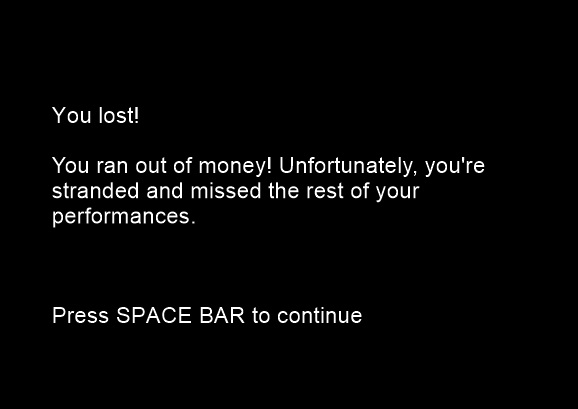 You lost!
You ran out of money! Unfortunately, you're
stranded and missed the rest of your
performances.
Press SPACE BAR to continue